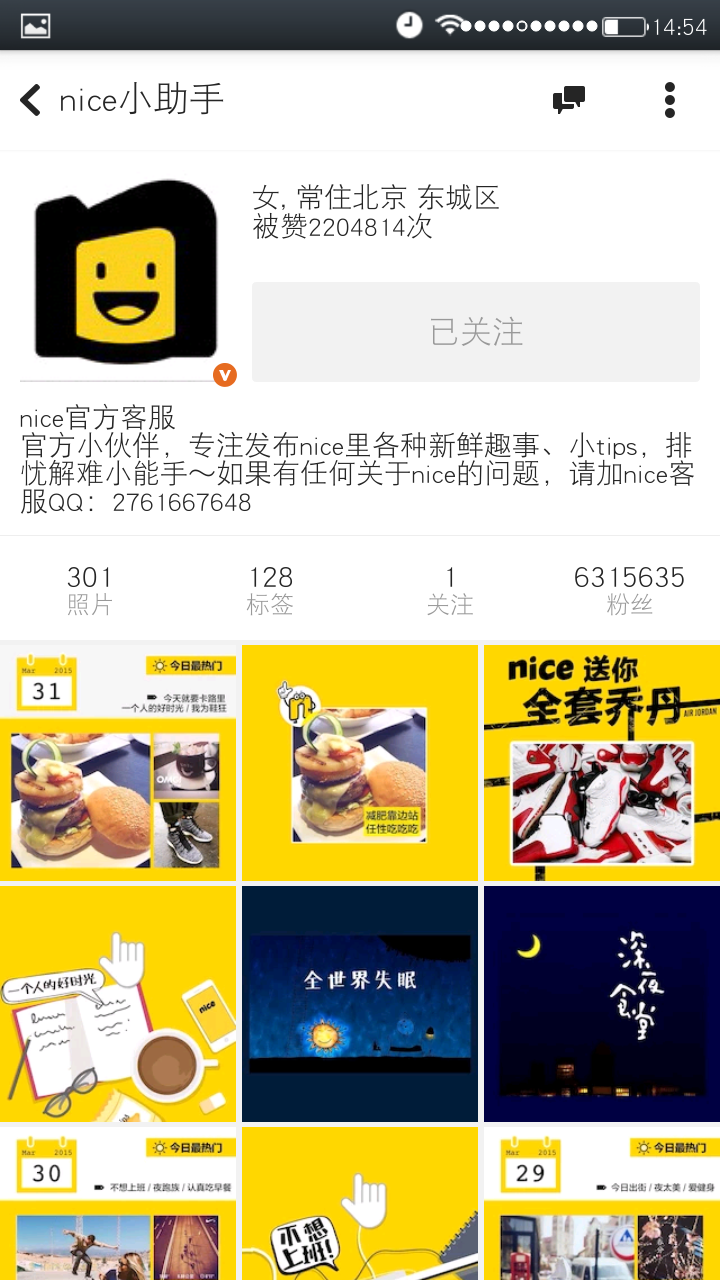 14:54
nice小助手
女, 常住北京 东城区
被赞2204814次
已关注
v
nice官方客服
官方小伙伴，专注发布nice里各种新鲜趣事、小tips，排
忧解难小能手～如果有任何关于nice的问题，请加nice客
服QQ：2761667648
301
照片
128
标签
1
关注
6315635
粉丝
Mar 2015
31
今日最热门
今天就要卡路里
一个人的好时光 / 我为鞋狂
OMG
减肥靠边站
任性吃吃吃
nice 送你
全套乔丹
AIR JORDAN
一个人的好时光
nice
全世界失眠
深夜食堂
Mar 2015
30
今日最热门
不想上班 / 夜跑族 / 认真吃早餐
不想
上班!
Mar 2015
29
今日最热门
今日出街 / 夜太美 / 爱健身